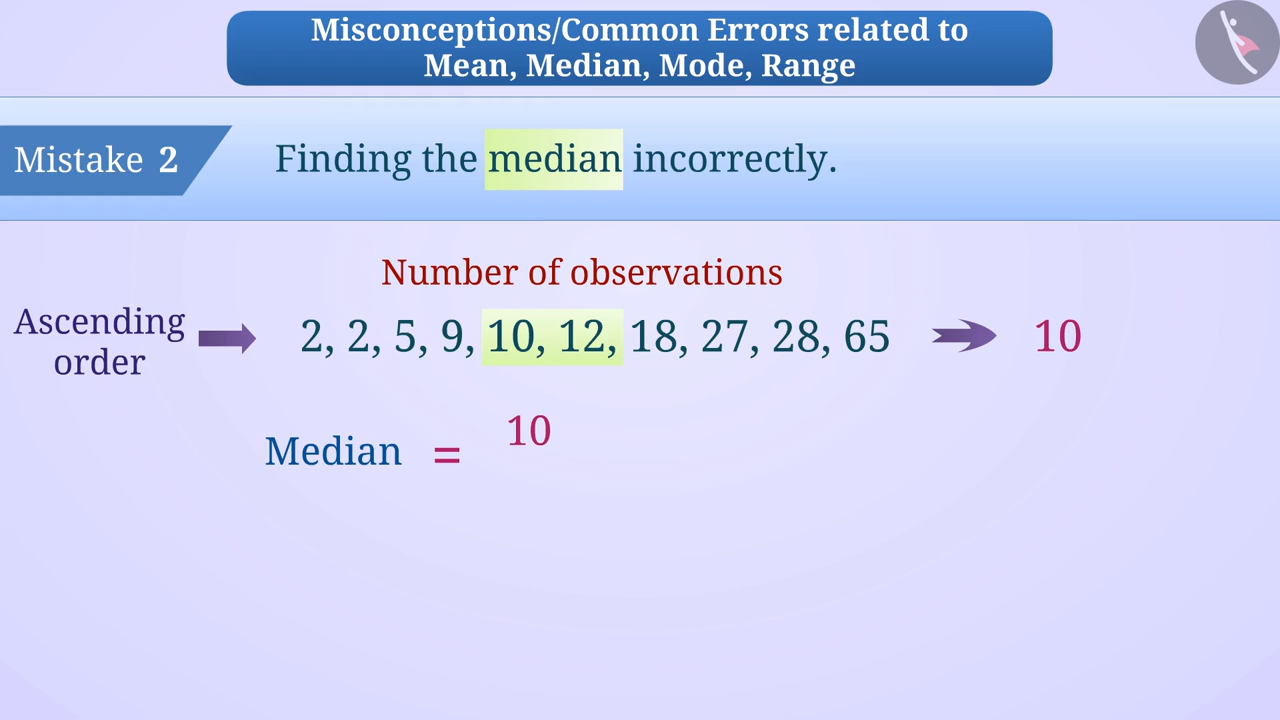 Misconceptions/Common Errors related to
Mean, Median, Mode, Range
Mistake 2
Finding the median incorrectly.
Number of observations
Ascending
order
2, 2, 5, 9, 10, 12, 18, 27, 28, 65
10
Median = 10